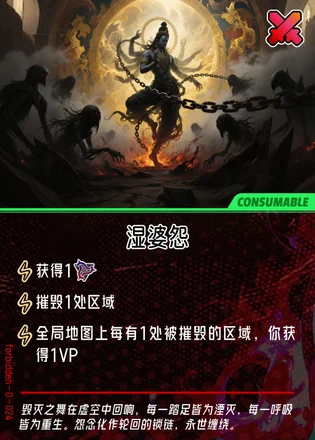 CONSUMABLE
湿婆怨
获得1
摧毁1处区域
全局地图上每有1处被摧毁的区域，你获
得1VP
forbidden-0-024
毁灭之舞在虚空中回响，每一踏足皆为湮灭，每一呼吸
皆为重生。怨念化作轮回的锁链，永世缠绕。